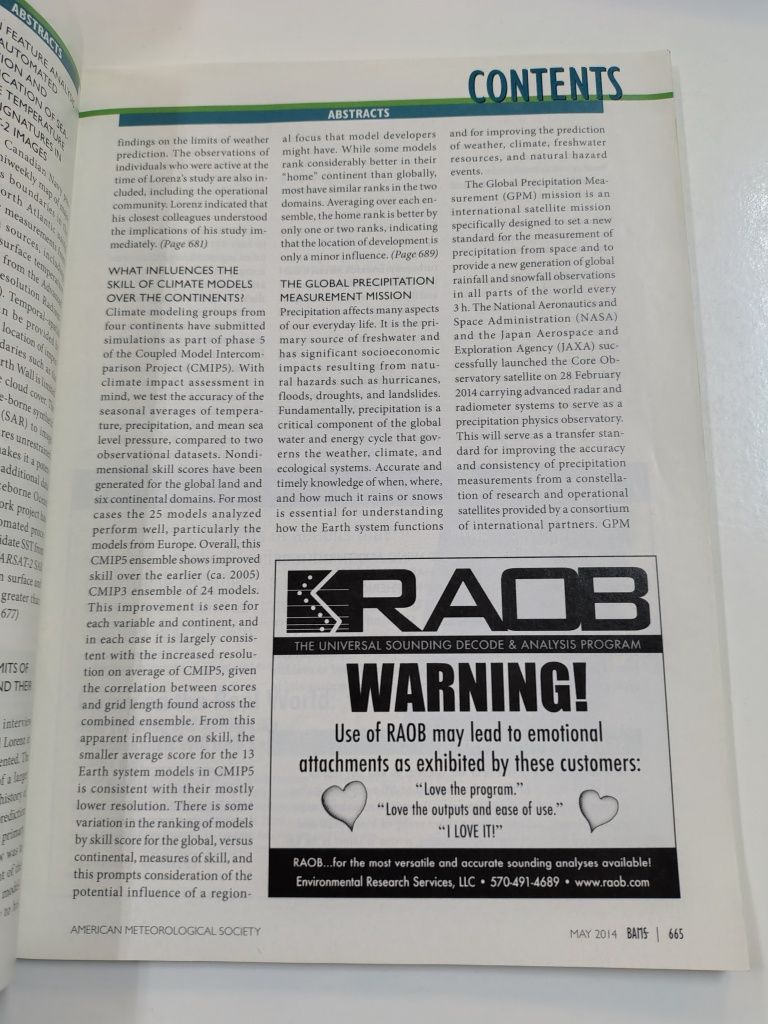 ABSTRACTS
FEATURE ANALYSIS
AUTOMATED
AND
SEA
TEMPERATURE
SIGNATURES IN
-2 IMAGES
Canadian Navy
677)
LIMITS OF
AND THEIR
CONTENTS
ABSTRACTS
findings on the limits of weather
prediction. The observations of
individuals who were active at the
time of Lorenz's study are also in-
cluded, including the operational
community. Lorenz indicated that
his closest colleagues understood
the implications of his study im-
mediately. (Page 681)
WHAT INFLUENCES THE
SKILL OF CLIMATE MODELS
OVER THE CONTINENTS?
Climate modeling groups from
four continents have submitted
simulations as part of phase 5
of the Coupled Model Intercom-
parison Project (CMIP5). With
climate impact assessment in
mind, we test the accuracy of the
seasonal averages of tempera-
ture, precipitation, and mean sea
level pressure, compared to two
observational datasets. Nondi-
mensional skill scores have been
generated for the global land and
six continental domains. For most
cases the 25 models analyzed
perform well, particularly the
models from Europe. Overall, this
CMIP5 ensemble shows improved
skill over the earlier (ca. 2005)
CMIP3 ensemble of 24 models.
This improvement is seen for
each variable and continent, and
in each case it is largely consis-
tent with the increased resolu-
tion on average of CMIP5, given
the correlation between scores
and grid length found across the
combined ensemble. From this
apparent influence on skill, the
smaller average score for the 13
Earth system models in CMIP5
is consistent with their mostly
lower resolution. There is some
variation in the ranking of models
by skill score for the global, versus
continental, measures of skill, and
this prompts consideration of the
potential influence of a region-
al focus that model developers
might have. While some models
rank considerably better in their
"home" continent than globally,
most have similar ranks in the two
domains. Averaging over each en-
semble, the home rank is better by
only one or two ranks, indicating
that the location of development is
only a minor influence. (Page 689)
THE GLOBAL PRECIPITATION
MEASUREMENT MISSION
Precipitation affects many aspects
of our everyday life. It is the pri-
mary source of freshwater and
has significant socioeconomic
impacts resulting from natu-
ral hazards such as hurricanes,
floods, droughts, and landslides.
Fundamentally, precipitation is a
critical component of the global
water and energy cycle that gov-
erns the weather, climate, and
ecological systems. Accurate and
timely knowledge of when, where,
and how much it rains or snows
is essential for understanding
how the Earth system functions
and for improving the prediction
of weather, climate, freshwater
resources, and natural hazard
events.
The Global Precipitation Mea-
surement (GPM) mission is an
international satellite mission
specifically designed to set a new
standard for the measurement of
precipitation from space and to
provide a new generation of global
rainfall and snowfall observations
in all parts of the world every
3 h. The National Aeronautics and
Space Administration (NASA)
and the Japan Aerospace and
Exploration Agency (JAXA) suc-
cessfully launched the Core Ob-
servatory satellite on 28 February
2014 carrying advanced radar and
radiometer systems to serve as a
precipitation physics observatory.
This will serve as a transfer stan-
dard for improving the accuracy
and consistency of precipitation
measurements from a constella-
tion of research and operational
satellites provided by a consortium
of international partners. GPM
RAOB
THE UNIVERSAL SOUNDING DECODE & ANALYSIS PROGRAM
WARNING!
Use of RAOB may lead to emotional
attachments as exhibited by these customers:
"Love the program."
"Love the outputs and ease of use."
"I LOVE IT!"
RAOB...for the most versatile and accurate sounding analyses available!
Environmental Research Services, LLC • 570-491-4689 • www.raob.com
AMERICAN METEOROLOGICAL SOCIETY
MAY 2014 BAMS | 665